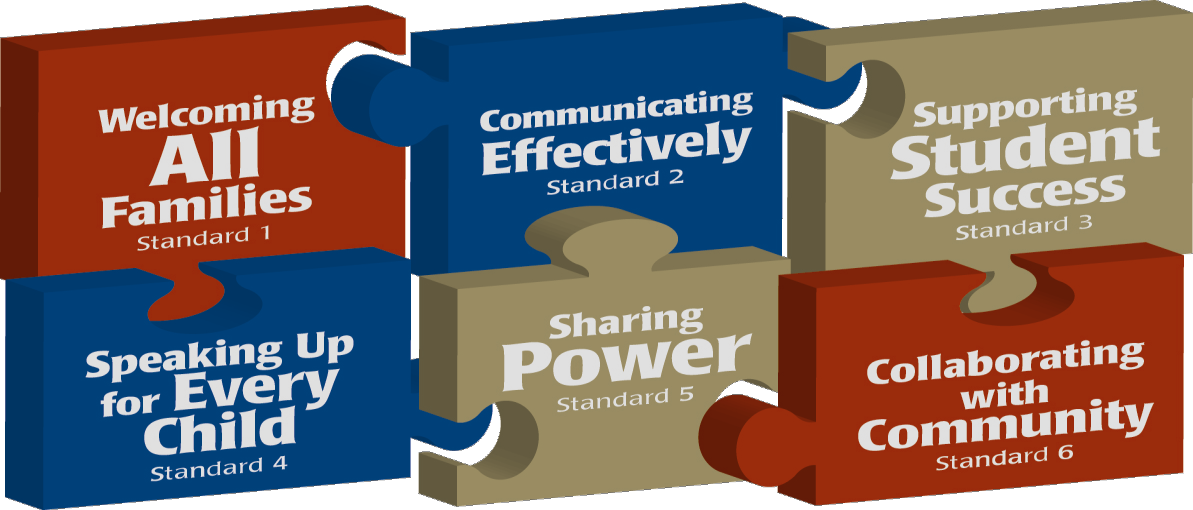 Welcoming
All
Families
Standard 1
Communicating
Effectively
Standard 2
Supporting
Student
Success
Standard 3
Speaking Up
for Every
Child
Standard 4
Sharing
Power
Standard 5
Collaborating
with
Community
Standard 6